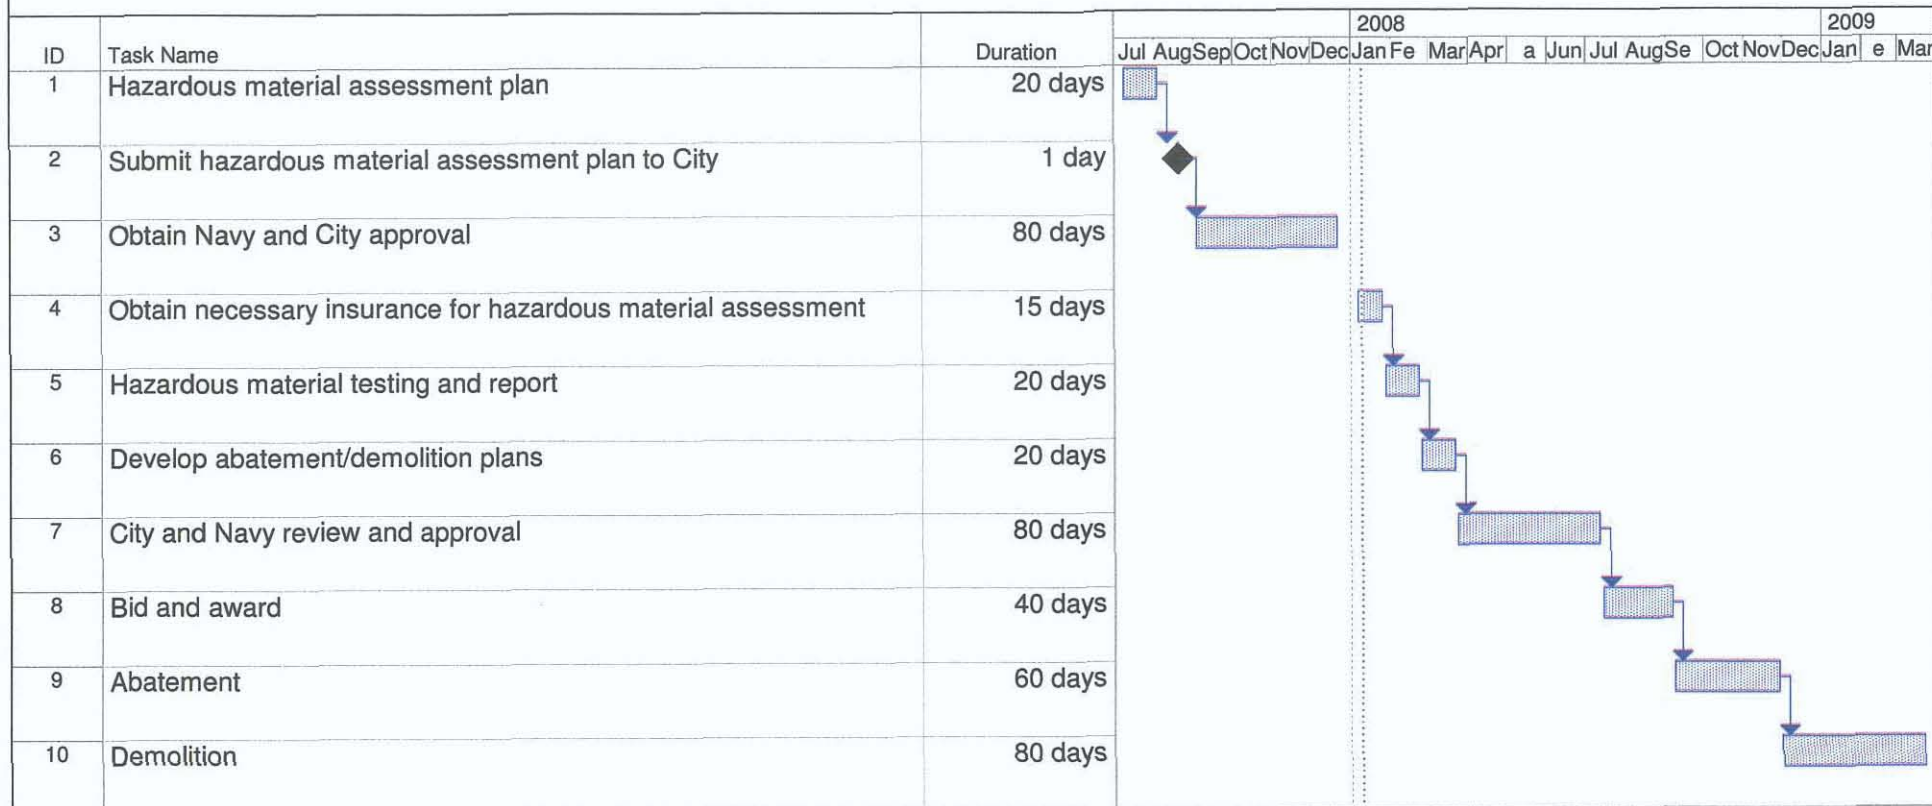 2008 2009
ID Task Name Duration Jul Aug Sep Oct Nov Dec Jan Fe Mar Apr a Jun Jul Aug Se Oct Nov Dec Jan e Mar
1 Hazardous material assessment plan 20 days
2 Submit hazardous material assessment plan to City 1 day
3 Obtain Navy and City approval 80 days
4 Obtain necessary insurance for hazardous material assessment 15 days
5 Hazardous material testing and report 20 days
6 Develop abatement/demolition plans 20 days
7 City and Navy review and approval 80 days
8 Bid and award 40 days
9 Abatement 60 days
10 Demolition 80 days